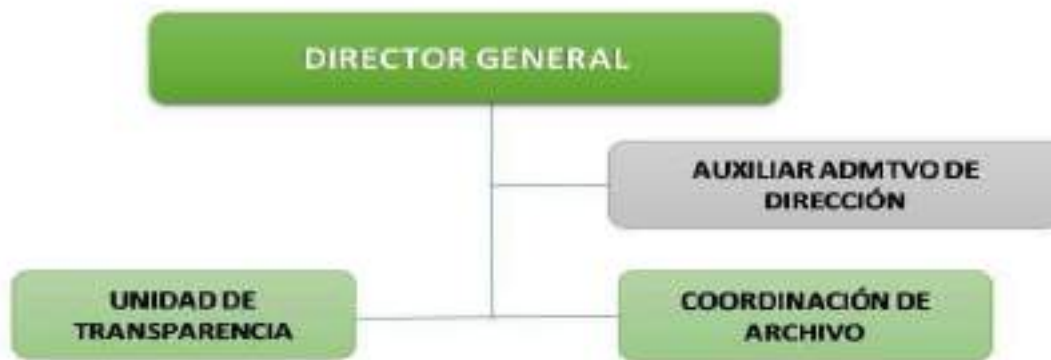 DIRECTOR GENERAL
AUXILIAR ADMTVO DE
DIRECCIÓN
UNIDAD DE
TRANSPARENCIA
COORDINACIÓN DE
ARCHIVO